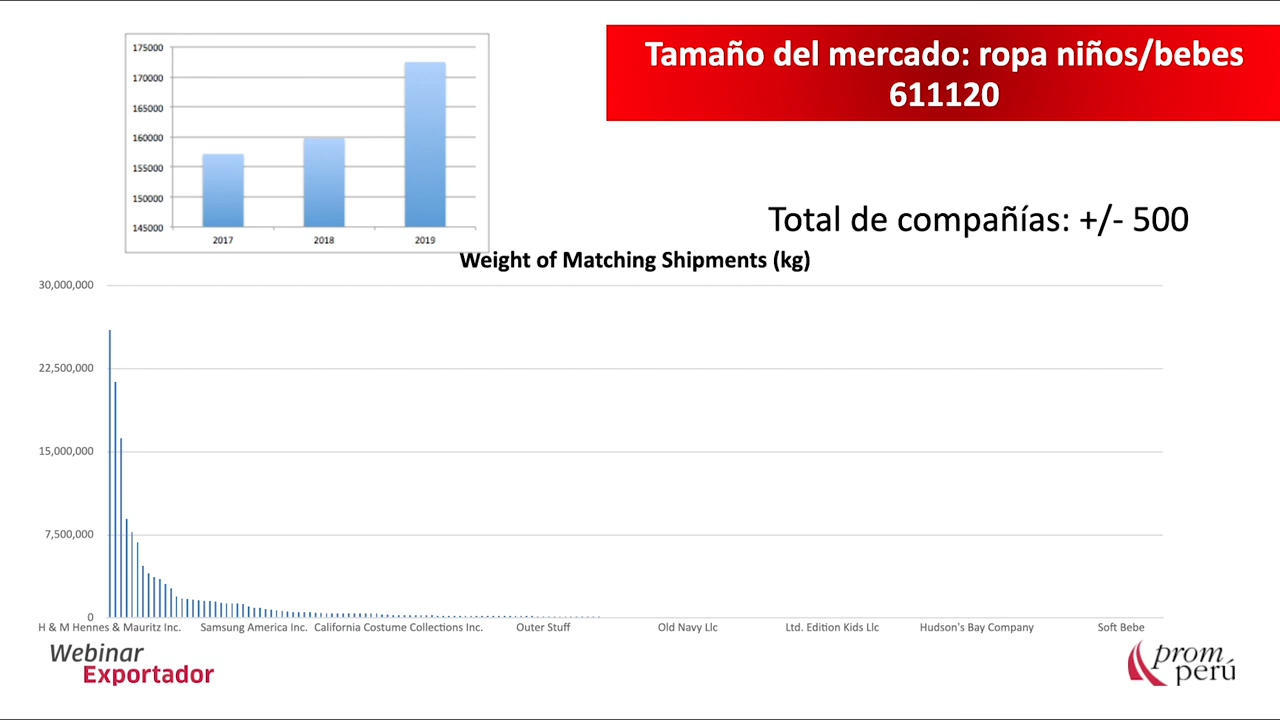 Tamaño del mercado: ropa niños/bebes
611120
175000
170000
165000
160000
155000
150000
145000
2017 2018 2019
Total de compañías: +/- 500
Weight of Matching Shipments (kg)
30,000,000
22,500,000
15,000,000
7,500,000
0
H & M Hennes & Mauritz Inc. Samsung America Inc. California Costume Collections Inc. Outer Stuff Old Navy Llc Ltd. Edition Kids Llc Hudson's Bay Company Soft Bebe
Webinar
Exportador
prom
perú